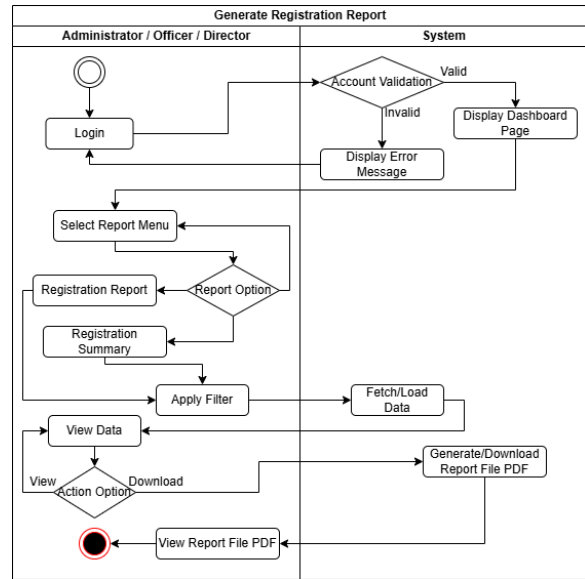 Generate Registration Report
Administrator / Officer / Director
System
Account Validation
Valid
Invalid
Login
Display Dashboard
Page
Display Error
Message
Select Report Menu
Registration Report
Report Option
Registration
Summary
Apply Filter
Fetch/Load
Data
View Data
View
Action Option
Download
Generate/Download
Report File PDF
View Report File PDF